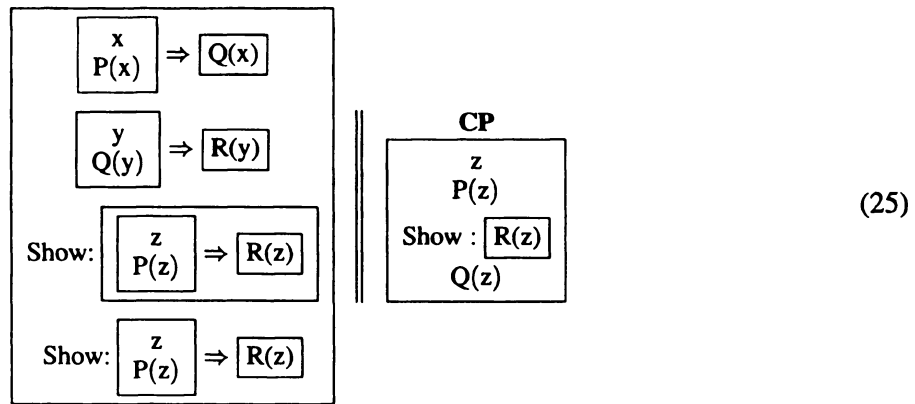 x
P(x) ⇒ Q(x)
y
Q(y) ⇒ R(y)
Show: z
P(z) ⇒ R(z)
Show: z
P(z) ⇒ R(z)
CP
z
P(z)
Show : R(z)
Q(z)
(25)